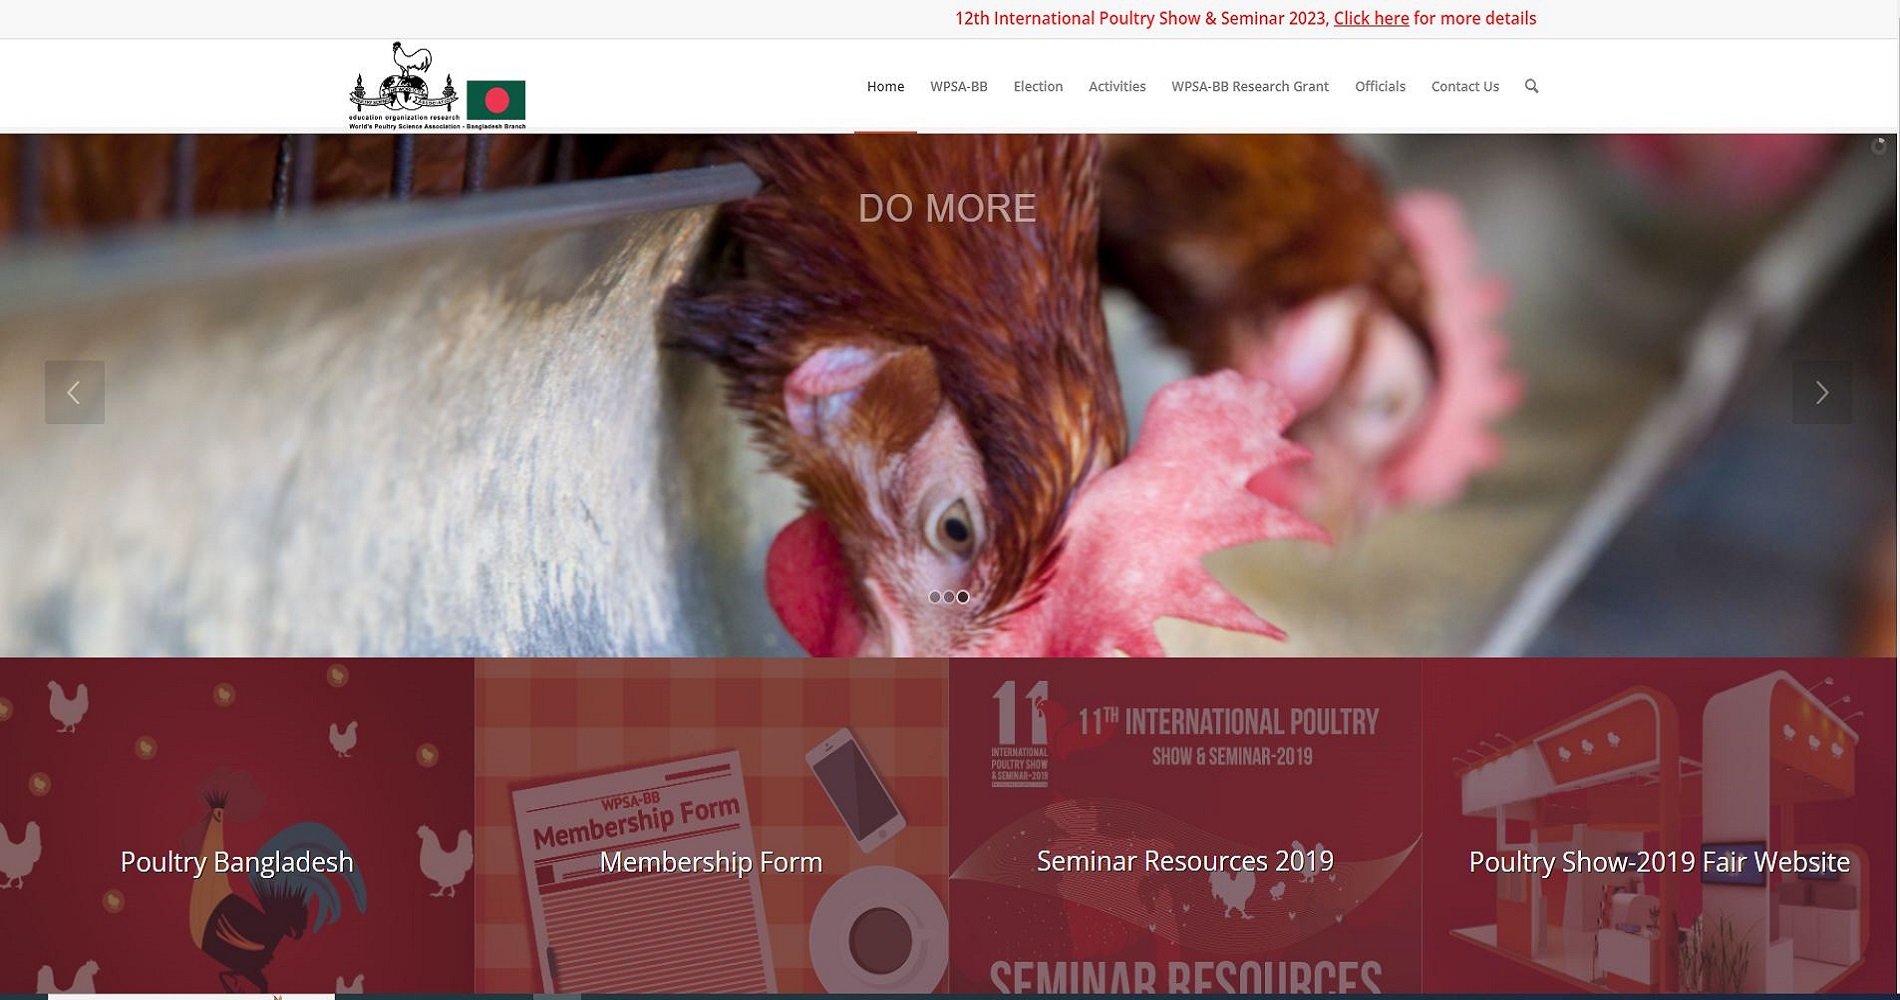 12th International Poultry Show & Seminar 2023, Click here for more details
education organization research
World's Poultry Science Association - Bangladesh Branch
Home WPSA-BB Election Activities WPSA-BB Research Grant Officials Contact Us
DO MORE
Poultry Bangladesh
WPSA-BB
Membership Form
Membership Form
11
INTERNATIONAL
POULTRY SHOW
& SEMINAR-2019
11TH INTERNATIONAL POULTRY
SHOW & SEMINAR-2019
Seminar Resources 2019
SEMINAR RESOURCES
Poultry Show-2019 Fair Website